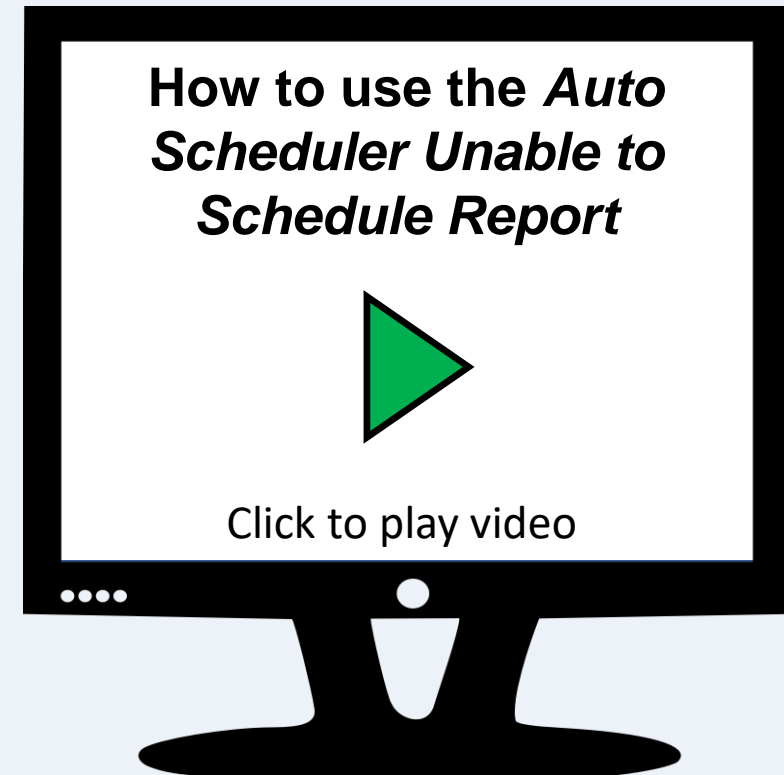 How to use the Auto
Scheduler Unable to
Schedule Report
Click to play video